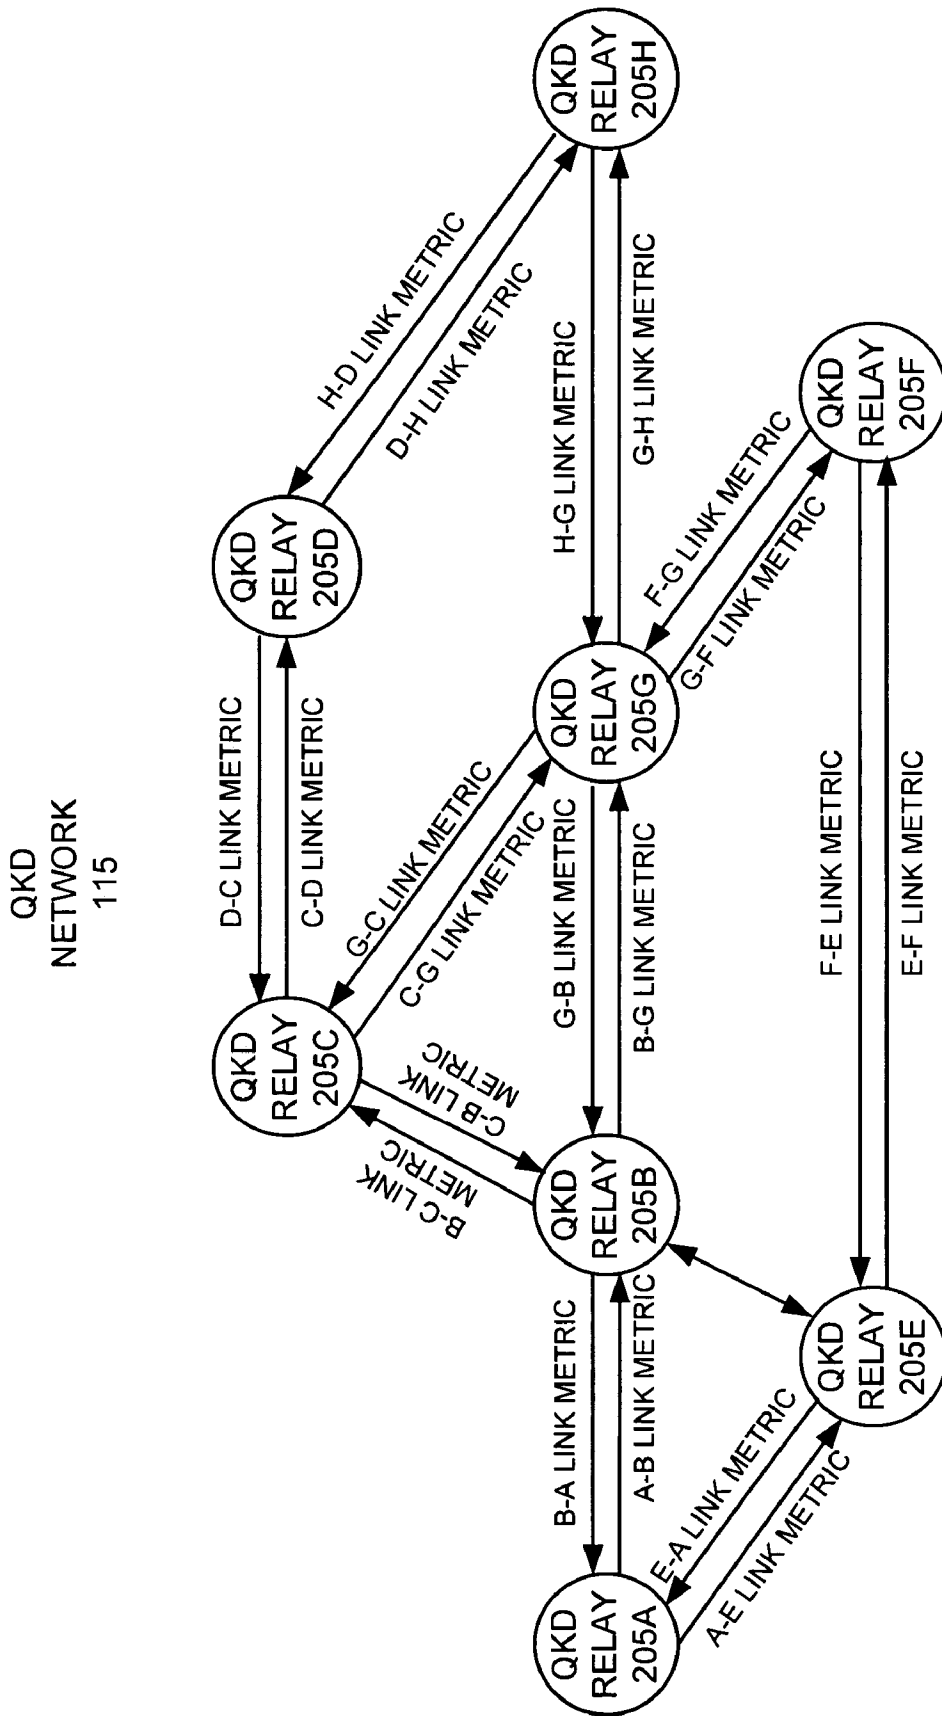 QKD
NETWORK
115
QKD
RELAY
205A
QKD
RELAY
205B
QKD
RELAY
205C
QKD
RELAY
205D
QKD
RELAY
205E
QKD
RELAY
205F
QKD
RELAY
205G
QKD
RELAY
205H
D-C LINK METRIC
C-D LINK METRIC
H-D LINK METRIC
D-H LINK METRIC
B-C LINK
METRIC
C-B LINK
METRIC
G-C LINK METRIC
C-G LINK METRIC
B-A LINK METRIC
A-B LINK METRIC
G-B LINK METRIC
B-G LINK METRIC
H-G LINK METRIC
G-H LINK METRIC
E-A LINK METRIC
A-E LINK METRIC
F-G LINK METRIC
G-F LINK METRIC
F-E LINK METRIC
E-F LINK METRIC